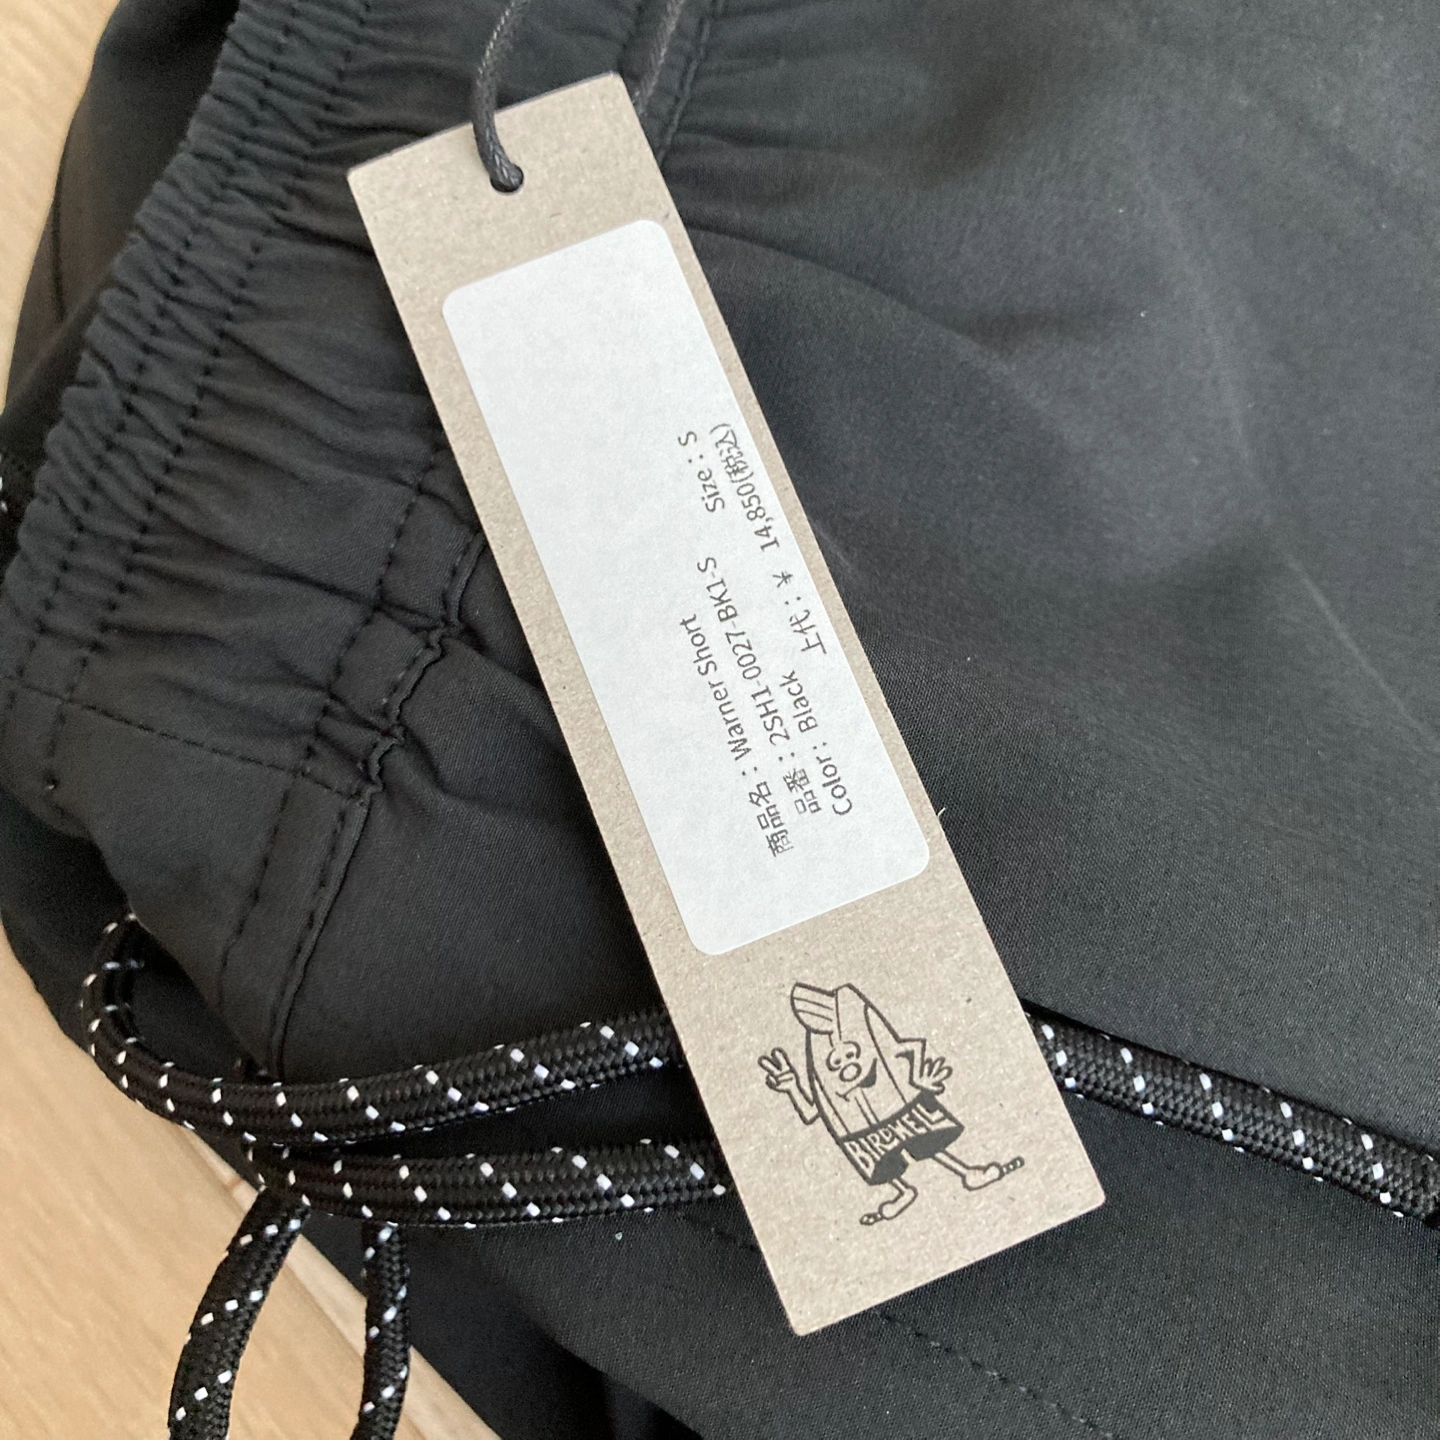 商品名：Warner Short
品番：2SH1-0027-BK1-S Size：S
Color：Black 上代：¥ 14,850(税込)
BIRDWELL